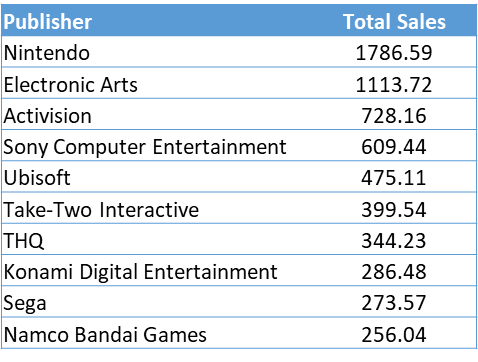 Publisher Total Sales
Nintendo 1786.59
Electronic Arts 1113.72
Activision 728.16
Sony Computer Entertainment 609.44
Ubisoft 475.11
Take-Two Interactive 399.54
THQ 344.23
Konami Digital Entertainment 286.48
Sega 273.57
Namco Bandai Games 256.04